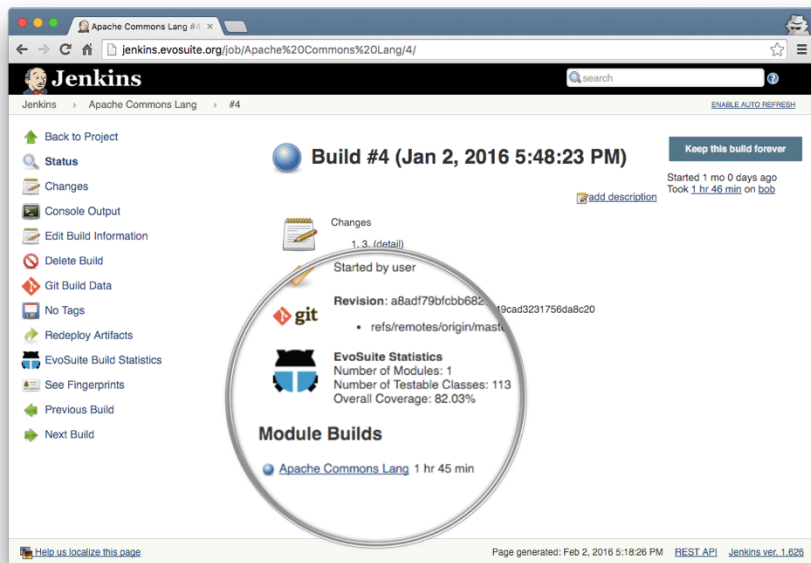 Apache Commons Lang #4
jenkins.evosuite.org/job/Apache%20Commons%20Lang/4/
Jenkins
search
Jenkins
Apache Commons Lang
#4
ENABLE AUTO REFRESH
Back to Project
Status
Changes
Console Output
Edit Build Information
Delete Build
Git Build Data
No Tags
Redeploy Artifacts
EvoSuite Build Statistics
See Fingerprints
Previous Build
Next Build
Build #4 (Jan 2, 2016 5:48:23 PM)
Keep this build forever
Started 1 mo 0 days ago
Took 1 hr 46 min on bob
add description
Changes
1. 3. (detail)
Started by user
git
Revision: a8adf79bfcbb682 49cad3231756da8c20
refs/remotes/origin/maste
EvoSuite Statistics
Number of Modules: 1
Number of Testable Classes: 113
Overall Coverage: 82.03%
Module Builds
Apache Commons Lang 1 hr 45 min
Help us localize this page
Page generated: Feb 2, 2016 5:18:26 PM
REST API
Jenkins ver. 1.626